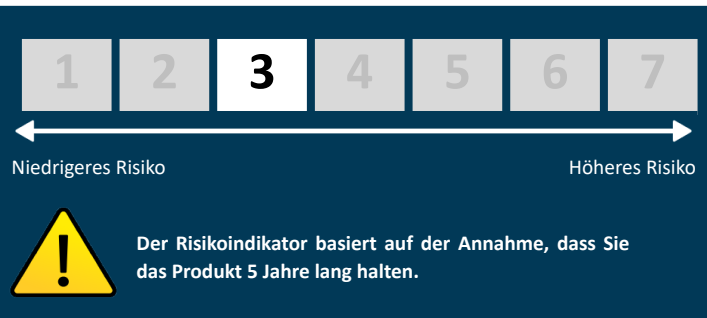 1 2 3 4 5 6 7
Niedrigeres Risiko Höheres Risiko
Der Risikoindikator basiert auf der Annahme, dass Sie
das Produkt 5 Jahre lang halten.